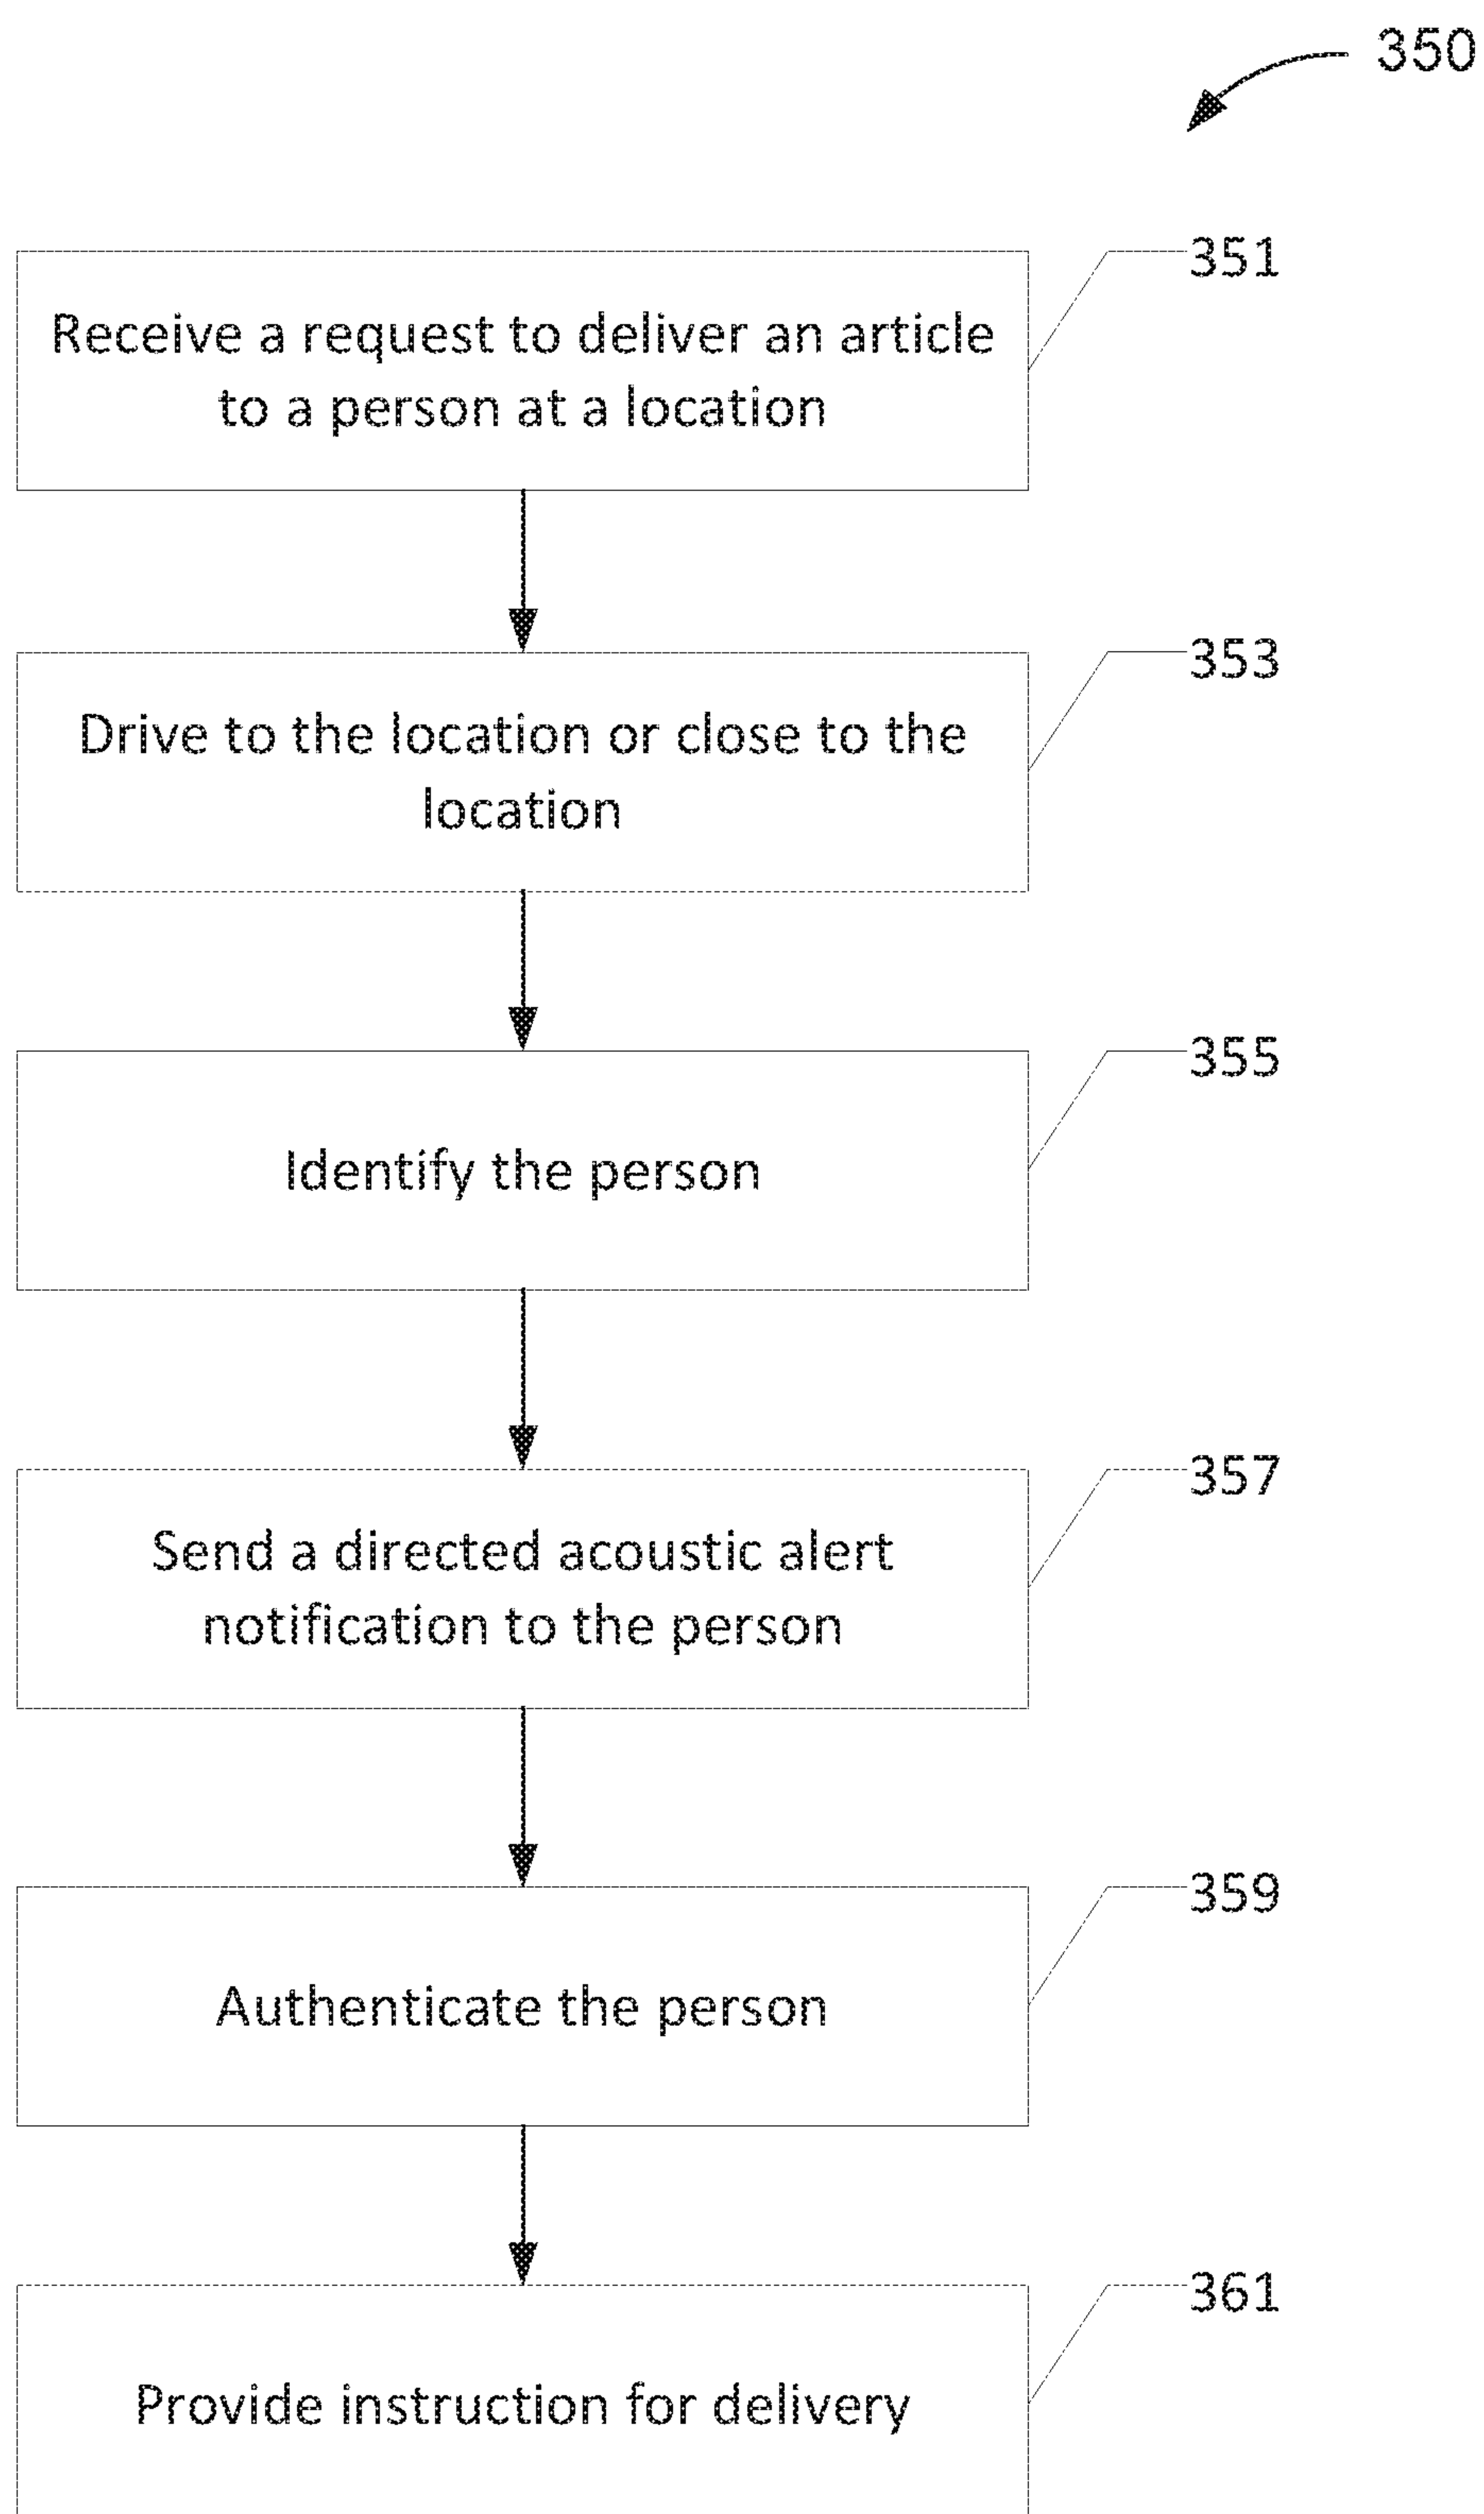 350
351
Receive a request to deliver an article
to a person at a location
353
Drive to the location or close to the
location
355
Identify the person
357
Send a directed acoustic alert
notification to the person
359
Authenticate the person
361
Provide instruction for delivery